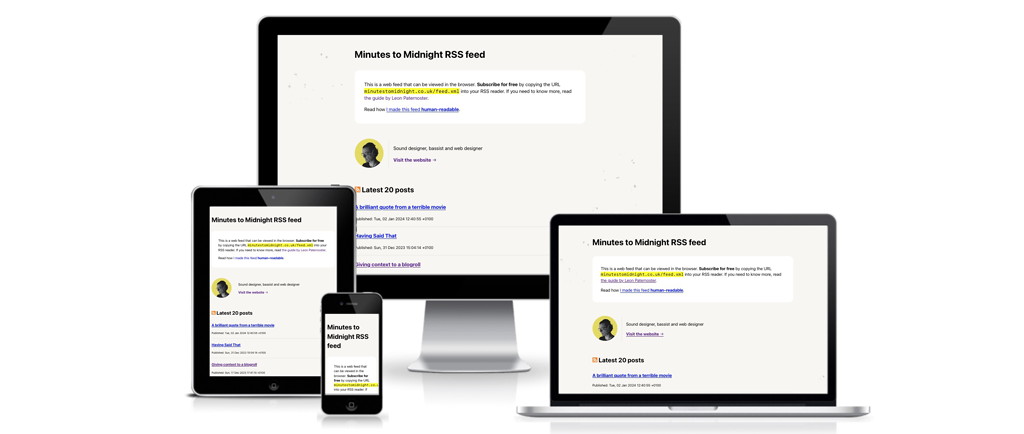 Minutes to Midnight RSS feed
This is a web feed that can be viewed in the browser. Subscribe for free by copying the URL
minutestomidnight.co.uk/feed.xml into your RSS reader. If you need to know more, read
the guide by Leon Paternoster.
Read how I made this feed human-readable.
Sound designer, bassist and web designer
Visit the website →
Latest 20 posts
A brilliant quote from a terrible movie
Published: Tue, 02 Jan 2024 12:40:55 +0100
Having Said That
Published: Sun, 31 Dec 2023 15:04:14 +0100
Giving context to a blogroll
Minutes to Midnight RSS feed
This is a web feed that can be viewed in the browser. Subscribe for free
by copying the URL minutestomidnight.co.uk/feed.xml into your
RSS reader. If you need to know more, read the guide by Leon Paternoster.
Read how I made this feed human-readable.
Sound designer, bassist and web designer
Visit the website →
Latest 20 posts
A brilliant quote from a terrible movie
Published: Tue, 02 Jan 2024 12:40:55 +0100
Having Said That
Published: Sun, 31 Dec 2023 15:04:14 +0100
Giving context to a blogroll
Minutes to
Midnight RSS
feed
This is a web feed that
can be viewed in the
browser. Subscribe for
free by copying the URL
minutestomidnight.co.
into your RSS reader. If
Minutes to Midnight RSS feed
This is a web feed that can be viewed in the browser. Subscribe for free by copying the URL
minutestomidnight.co.uk/feed.xml into your RSS reader. If you need to know more, read
the guide by Leon Paternoster.
Read how I made this feed human-readable.
Sound designer, bassist and web designer
Visit the website →
Latest 20 posts
A brilliant quote from a terrible movie
Published: Tue, 02 Jan 2024 12:40:55 +0100